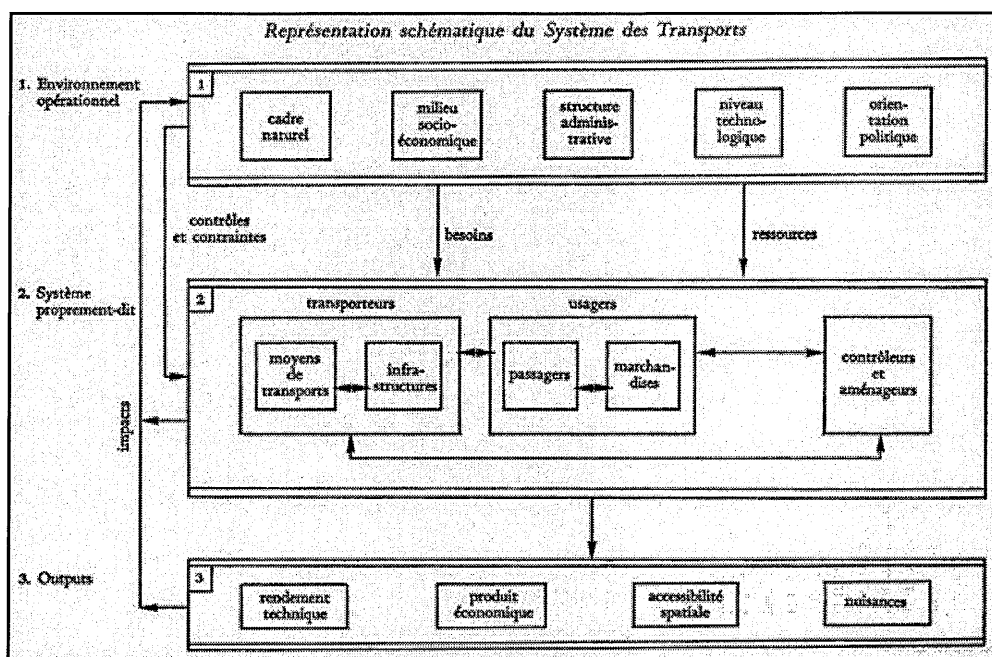 Représentation schématique du Système des Transports
1. Environnement
opérationnel
1
cadre
naturel
milieu
socio-
économique
structure
adminis-
trative
niveau
techno-
logique
orien-
tation
politique
contrôles
et contraintes
besoins
ressources
2. Système
proprement-dit
2
transporteurs
usagers
moyens
de
transports
infra-
structures
passagers
marchan-
dises
contrôleurs
et
aménageurs
impacts
3. Outputs
3
rendement
technique
produit
économique
accessibilité
spatiale
nuisances